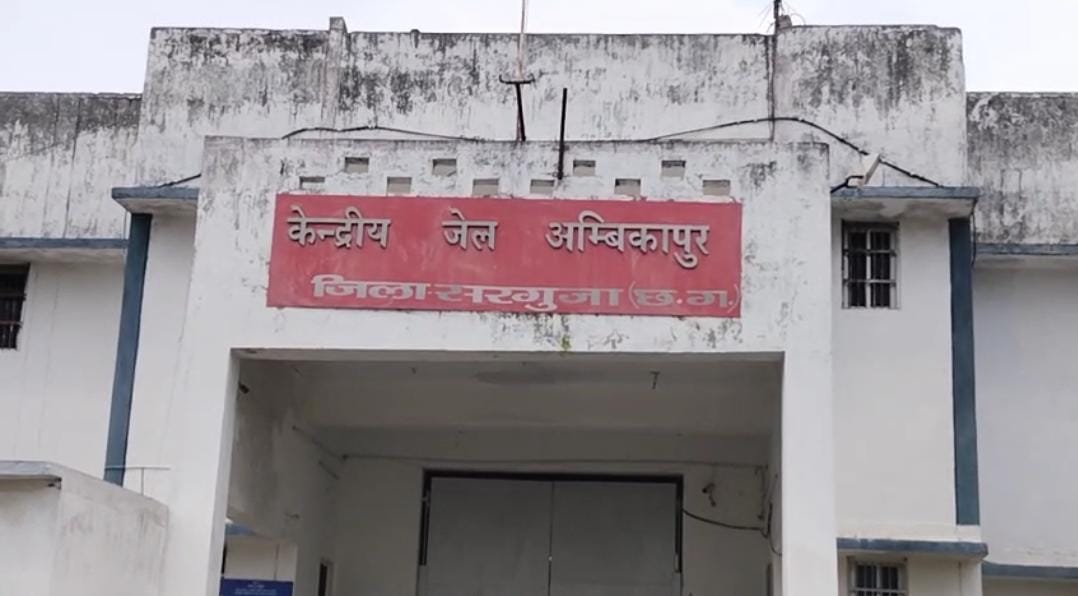 केन्द्रीय जेल अम्बिकापुर
जिला-सरगुजा (छ.ग.)